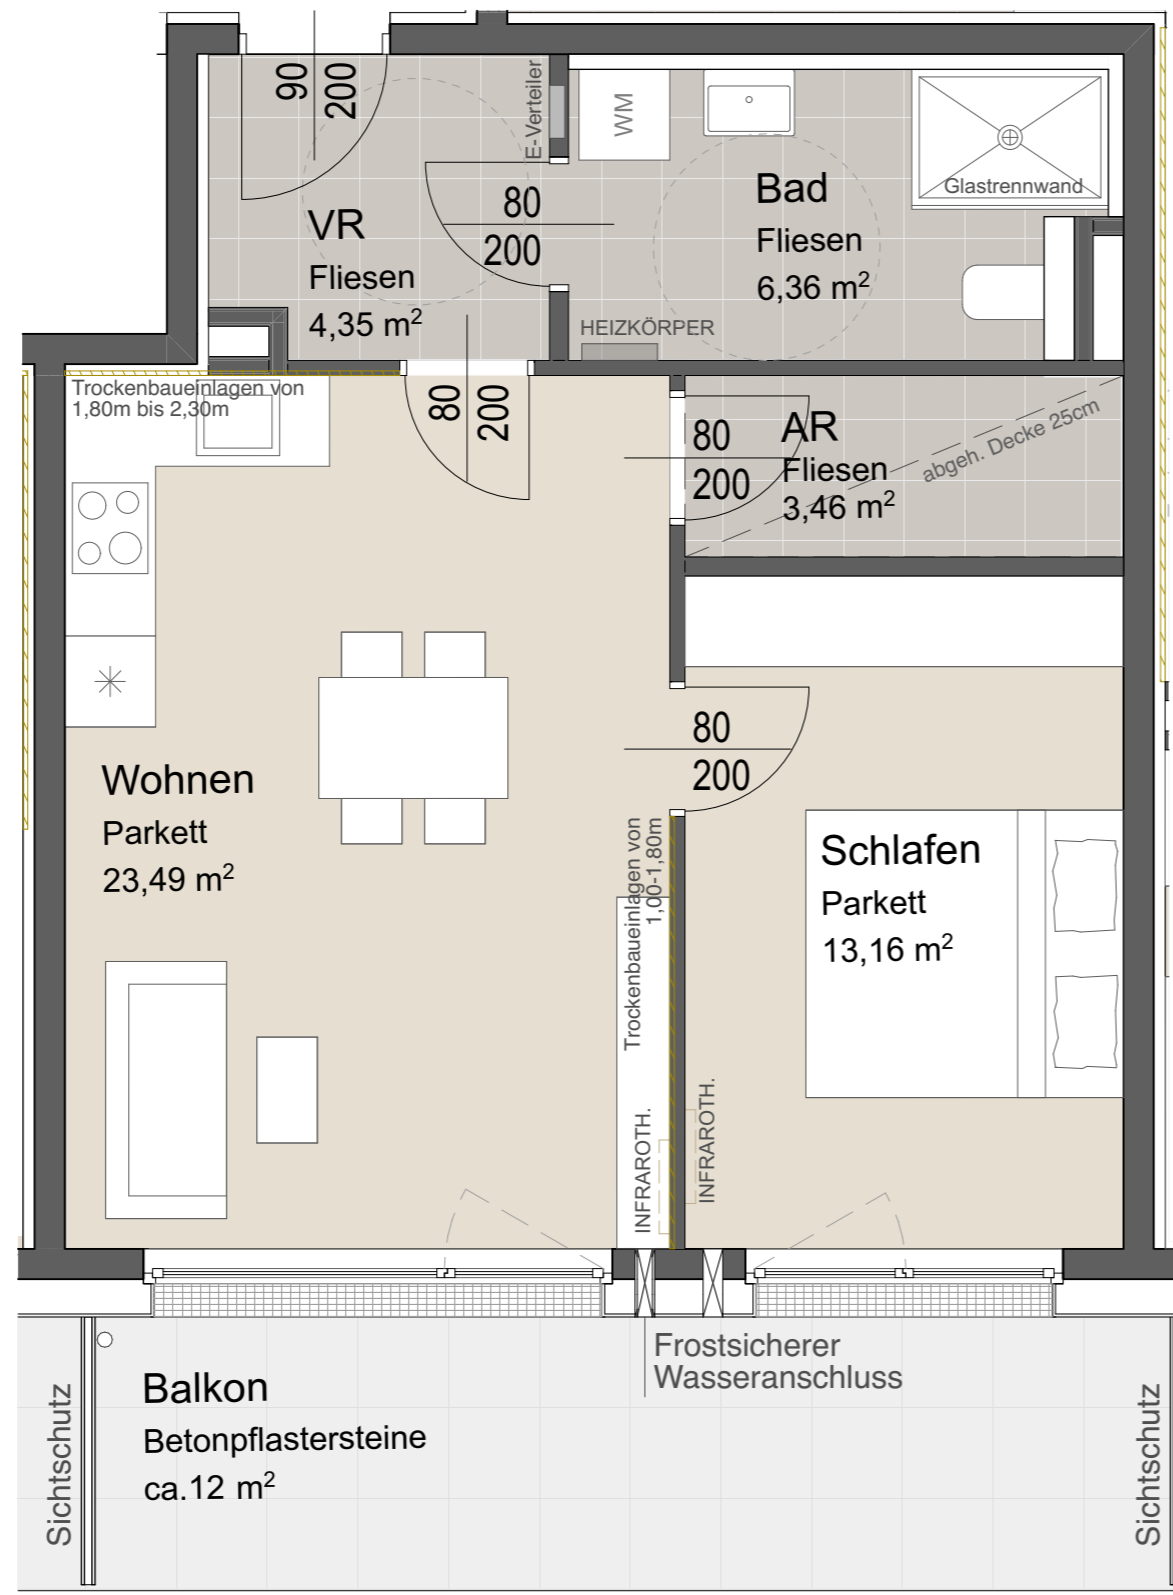 90
200
E-Verteiler
WM
Glastrennwand
VR
Fliesen
4,35 m²
80
200
Bad
Fliesen
6,36 m²
HEIZKÖRPER
Trockenbaueinlagen von
1,80m bis 2,30m
80
200
80
200
AR
Fliesen
3,46 m²
abgeh. Decke 25cm
80
200
Wohnen
Parkett
23,49 m²
Trockenbaueinlagen von
1,00-1,80m
Schlafen
Parkett
13,16 m²
INFRAROTH.
INFRAROTH.
Frostsicherer
Wasseranschluss
Sichtschutz
Balkon
Betonpflastersteine
ca.12 m²
Sichtschutz